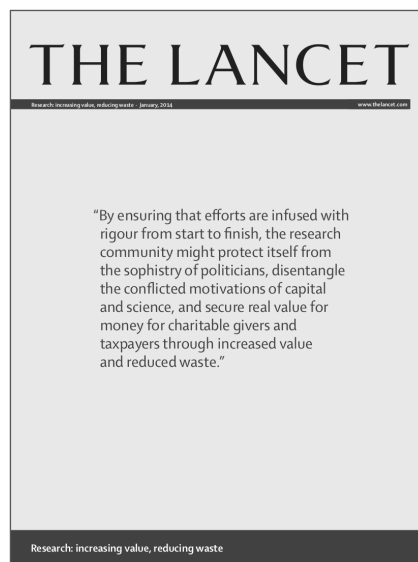 THE LANCET
Research: increasing value, reducing waste · January, 2014
www.thelancet.com
“By ensuring that efforts are infused with
rigour from start to finish, the research
community might protect itself from
the sophistry of politicians, disentangle
the conflicted motivations of capital
and science, and secure real value for
money for charitable givers and
taxpayers through increased value
and reduced waste.”
Research: increasing value, reducing waste